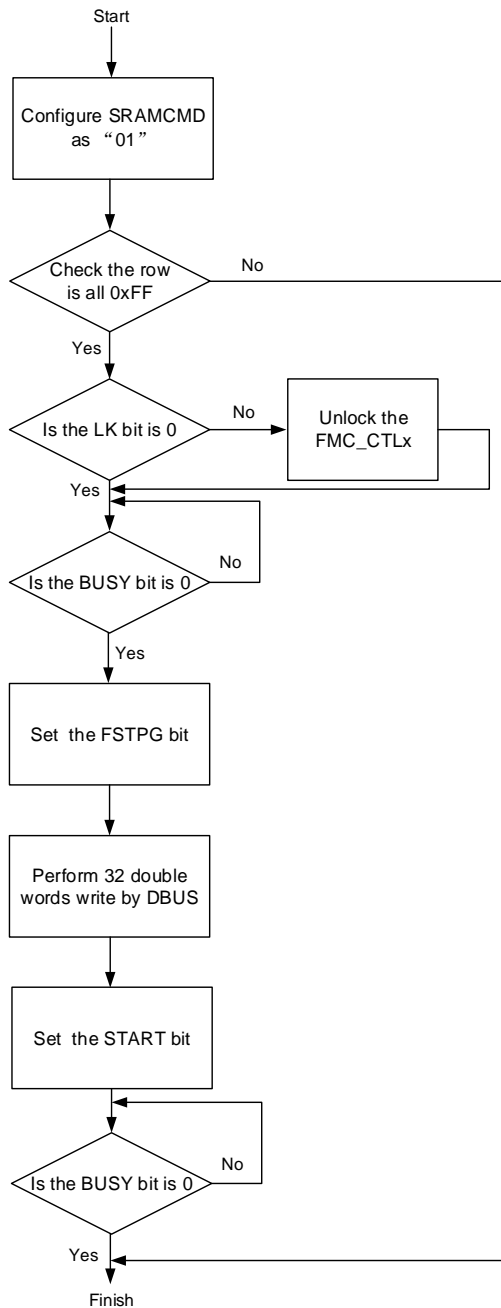 Start
Configure SRAMCMD
as “01”
Check the row
is all 0xFF
No
Yes
Is the LK bit is 0
No
Unlock the
FMC_CTLx
Yes
Is the BUSY bit is 0
No
Yes
Set the FSTPG bit
Perform 32 double
words write by DBUS
Set the START bit
Is the BUSY bit is 0
No
Yes
Finish